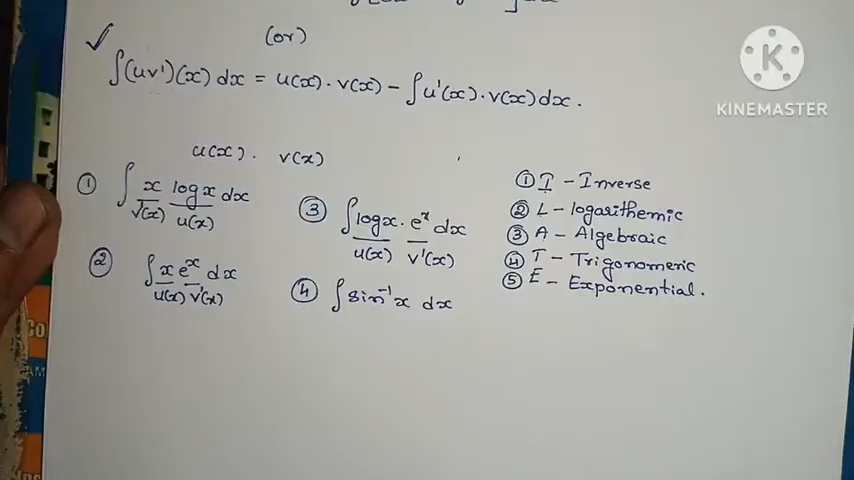 (or)
∫(uv')(x) dx = u(x) . v(x) - ∫u'(x) . v(x) dx .
u(x) . v(x)
① ∫ x log x dx
v'(x) u(x)
② ∫ x e^x dx
u(x) v'(x)
③ ∫ log x . e^x dx
u(x) v'(x)
④ ∫ sin⁻¹x dx
① I - Inverse
② L - logarithemic
③ A - Algebraic
④ T - Trigonomeric
⑤ E - Exponential .
KINEMASTER